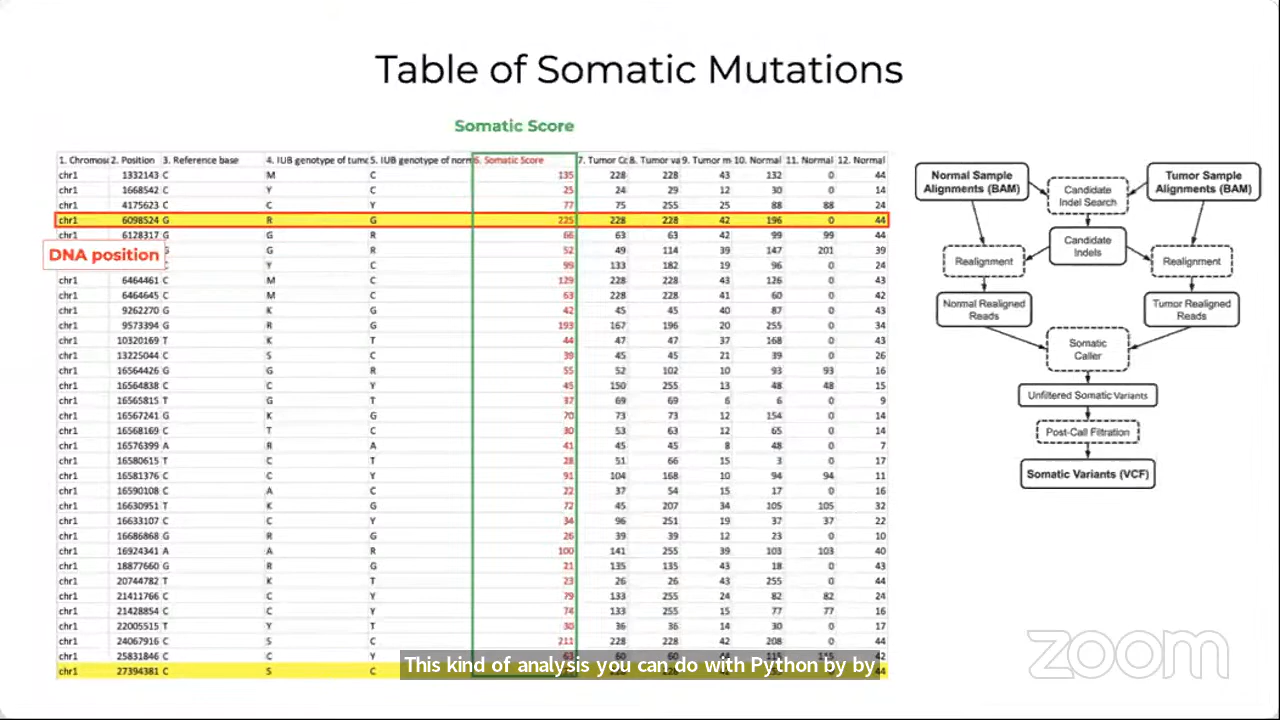 Table of Somatic Mutations
Somatic Score
1. Chromoso 2. Position 3. Reference base 4. IUB genotype of tumo 5. IUB genotype of norm 6. Somatic Score 7. Tumor Co 8. Tumor va 9. Tumor m 10. Normal 11. Normal 12. Normal
chr1 1332143 C M C 135 228 228 43 132 0 44
chr1 1668542 C Y C 25 24 29 12 30 0 14
chr1 4175623 C C Y 77 75 255 25 88 88 24
chr1 6098524 G R G 225 228 228 42 196 0 44
chr1 6128317 G G R 66 63 63 42 99 99 44
DNA position G G R 52 49 114 39 147 201 39
Y C 99 133 182 19 96 0 24
chr1 6464461 C M C 129 228 228 43 126 0 43
chr1 6464645 C M C 63 228 228 41 60 0 42
chr1 9262270 G K G 42 45 45 40 87 0 43
chr1 9573394 G R G 193 167 196 20 255 0 34
chr1 10320169 T K T 44 47 47 37 168 0 43
chr1 13225044 C S C 39 45 45 21 39 0 26
chr1 16564426 G G R 55 52 102 10 93 93 16
chr1 16564838 C C Y 45 150 255 13 48 48 15
chr1 16565815 T G T 37 69 69 6 6 0 9
chr1 16567241 G K G 70 73 73 12 154 0 14
chr1 16568169 C T C 30 53 63 12 65 0 14
chr1 16576399 A R A 41 45 45 8 48 0 7
chr1 16580615 T C T 28 51 66 15 3 0 17
chr1 16581376 C C Y 91 104 168 10 94 94 11
chr1 16590108 C A C 22 37 54 15 17 0 16
chr1 16630951 T K G 72 45 207 34 105 105 32
chr1 16633107 C C Y 34 96 251 19 37 37 22
chr1 16686868 G R G 26 39 39 12 23 0 10
chr1 16924341 A A R 100 141 255 39 103 103 40
chr1 18877660 G R G 21 135 135 43 18 0 43
chr1 20744782 T K T 23 26 26 43 255 0 44
chr1 21411766 C C Y 79 133 255 24 82 82 24
chr1 21428854 C C Y 74 133 255 15 77 77 16
chr1 22005515 T Y T 30 36 36 14 30 0 17
chr1 24067916 C S C 211 228 228 42 208 0 44
chr1 25831846 C C Y
chr1 27394381 C S C 44
This kind of analysis you can do with Python by by
Normal Sample
Alignments (BAM)
Tumor Sample
Alignments (BAM)
Candidate
Indel Search
Candidate
Indels
Realignment
Realignment
Normal Realigned
Reads
Tumor Realigned
Reads
Somatic
Caller
Unfiltered Somatic Variants
Post-Call Filtration
Somatic Variants (VCF)
zoom